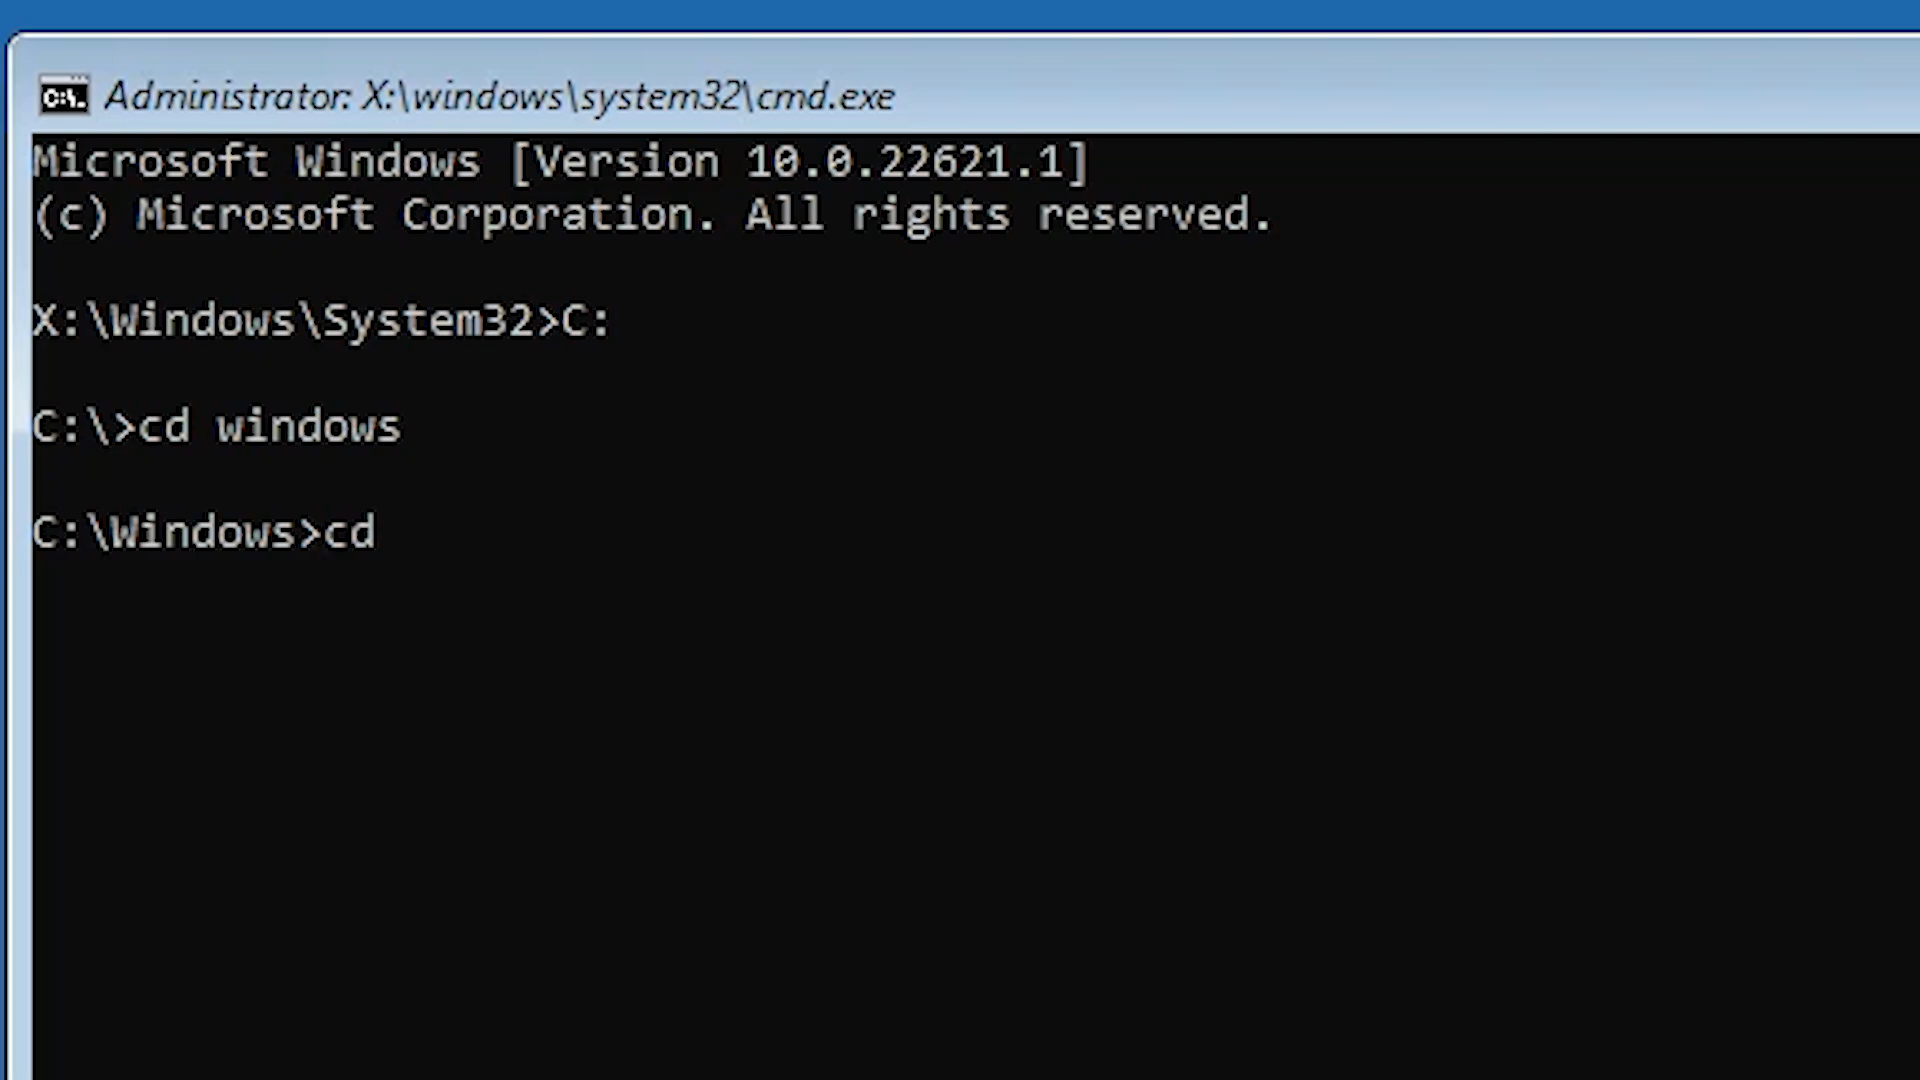 C:\.
Administrator: X:\windows\system32\cmd.exe
Microsoft Windows [Version 10.0.22621.1]
(c) Microsoft Corporation. All rights reserved.
X:\Windows\System32>C:
C:\>cd windows
C:\Windows>cd